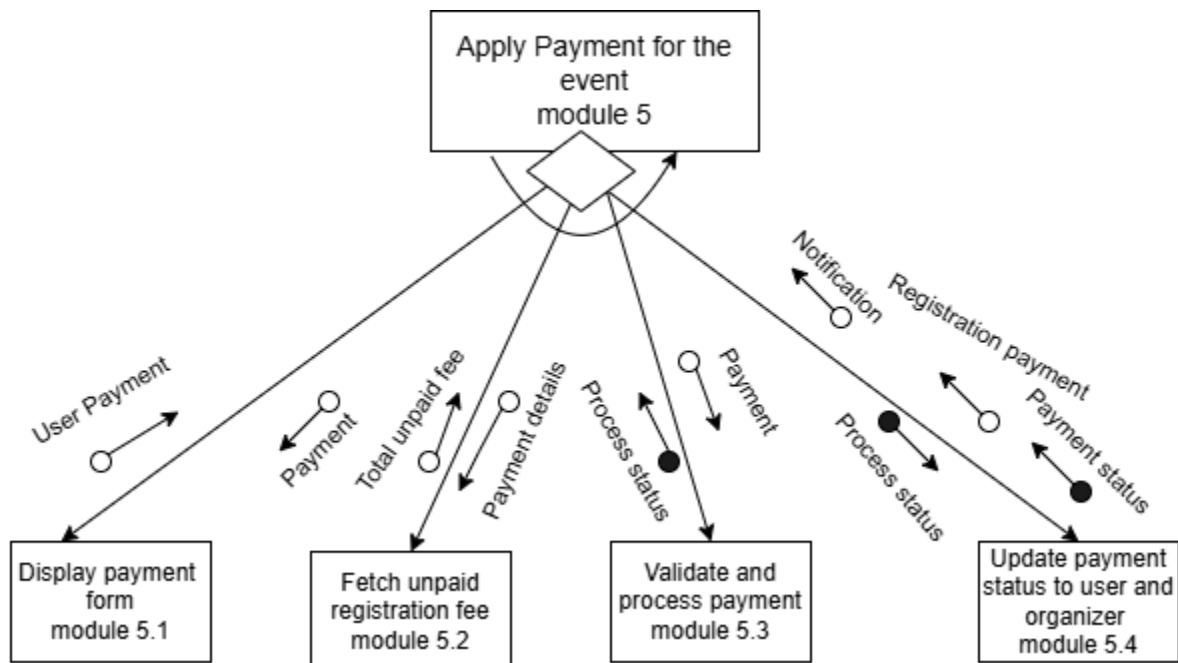 Apply Payment for the
event
module 5
Notification
Registration payment
Payment status
Process status
User Payment
Payment
Total unpaid fee
Payment details
Process status
Payment
Display payment
form
module 5.1
Fetch unpaid
registration fee
module 5.2
Validate and
process payment
module 5.3
Update payment
status to user and
organizer
module 5.4